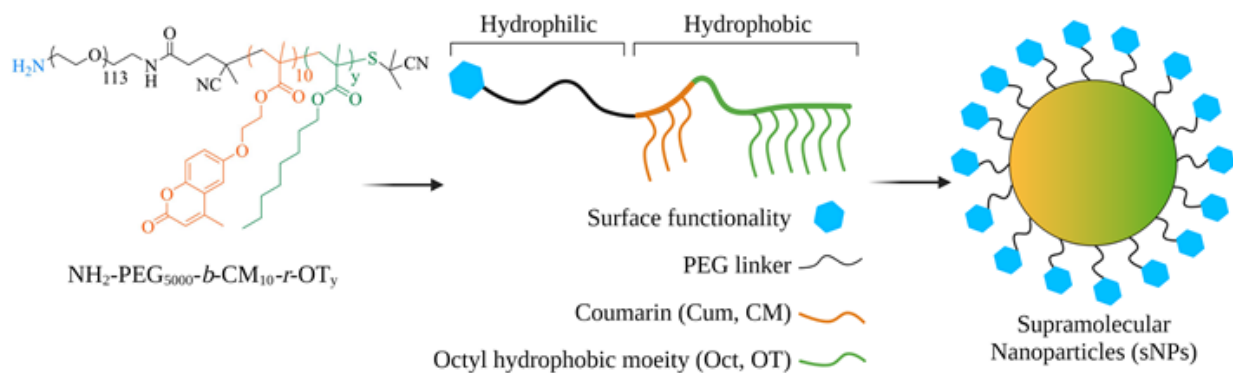 Hydrophilic
Hydrophobic
H₂N
O
113
N
H
O
NC
10
y
S
CN
O
O
O
O
O
O
O
NH₂-PEG₅₀₀₀-b-CM₁₀-r-OTᵧ
Surface functionality
PEG linker
Coumarin (Cum, CM)
Octyl hydrophobic moeity (Oct, OT)
Supramolecular
Nanoparticles (sNPs)